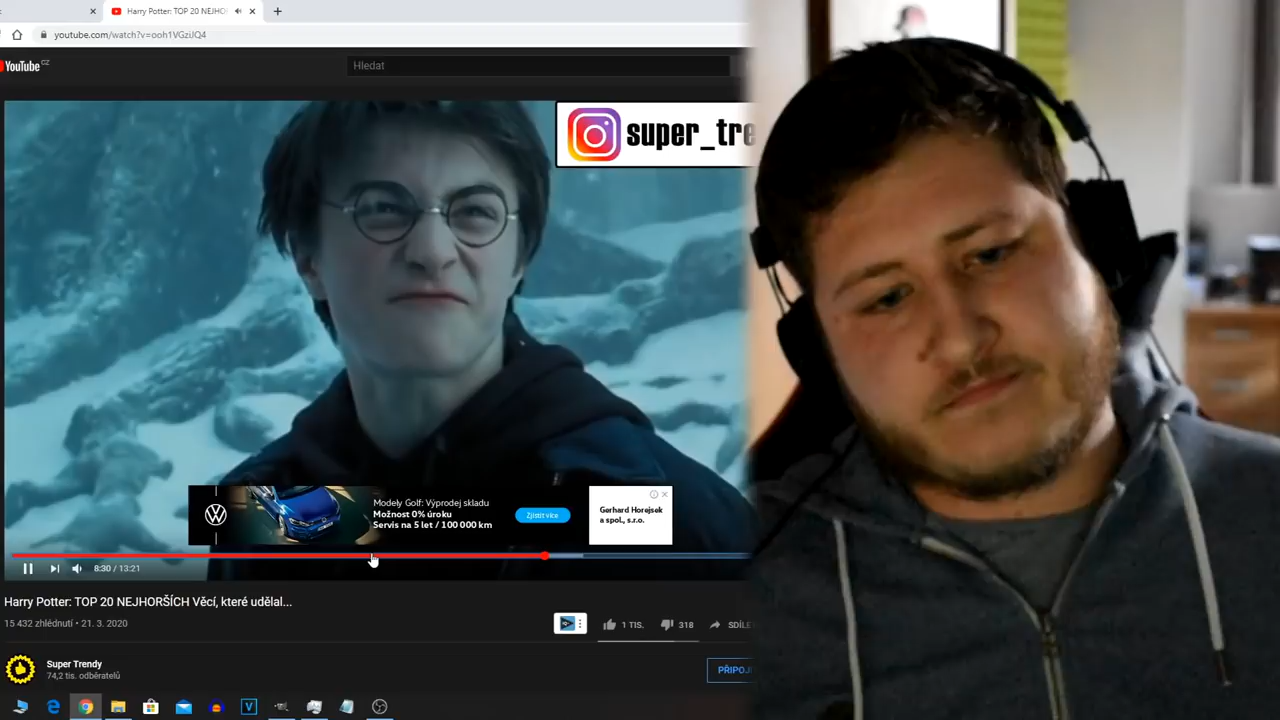 Harry Potter: TOP 20 NEJHO
youtube.com/watch?v=ooh1VGziJQ4
YouTube CZ
Hledat
super_tre
Modely Golf: Výprodej skladu
Možnost 0% úroku
Servis na 5 let / 100 000 km
Zjistit více
Gerhard Horejsek
a spol., s.r.o.
8:30 / 13:21
Harry Potter: TOP 20 NEJHORŠÍCH Věcí, které udělal...
15 432 zhlédnutí • 21. 3. 2020
1 TIS.
318
SDÍLE
Super Trendy
74,2 tis. odběratelů
PŘIPOJ